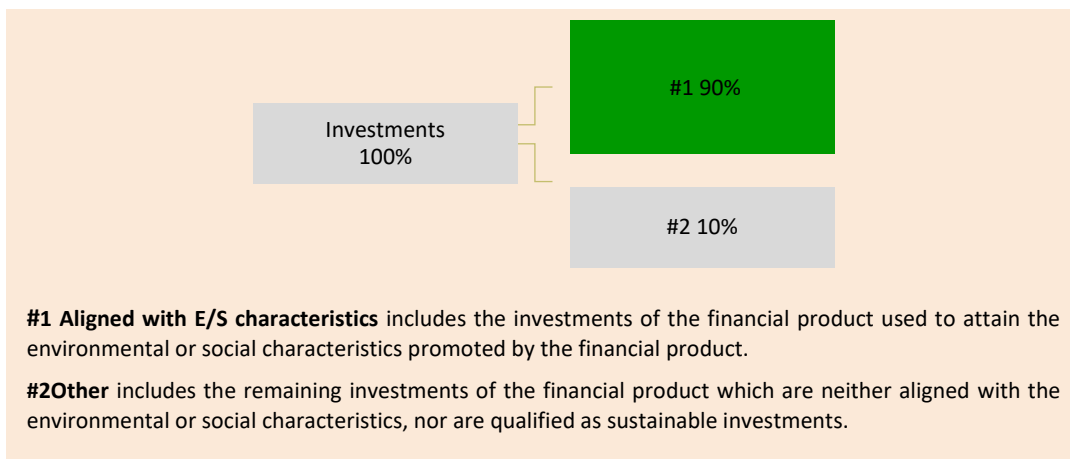 #1 90%
Investments
100%
#2 10%
#1 Aligned with E/S characteristics includes the investments of the financial product used to attain the
environmental or social characteristics promoted by the financial product.
#2Other includes the remaining investments of the financial product which are neither aligned with the
environmental or social characteristics, nor are qualified as sustainable investments.